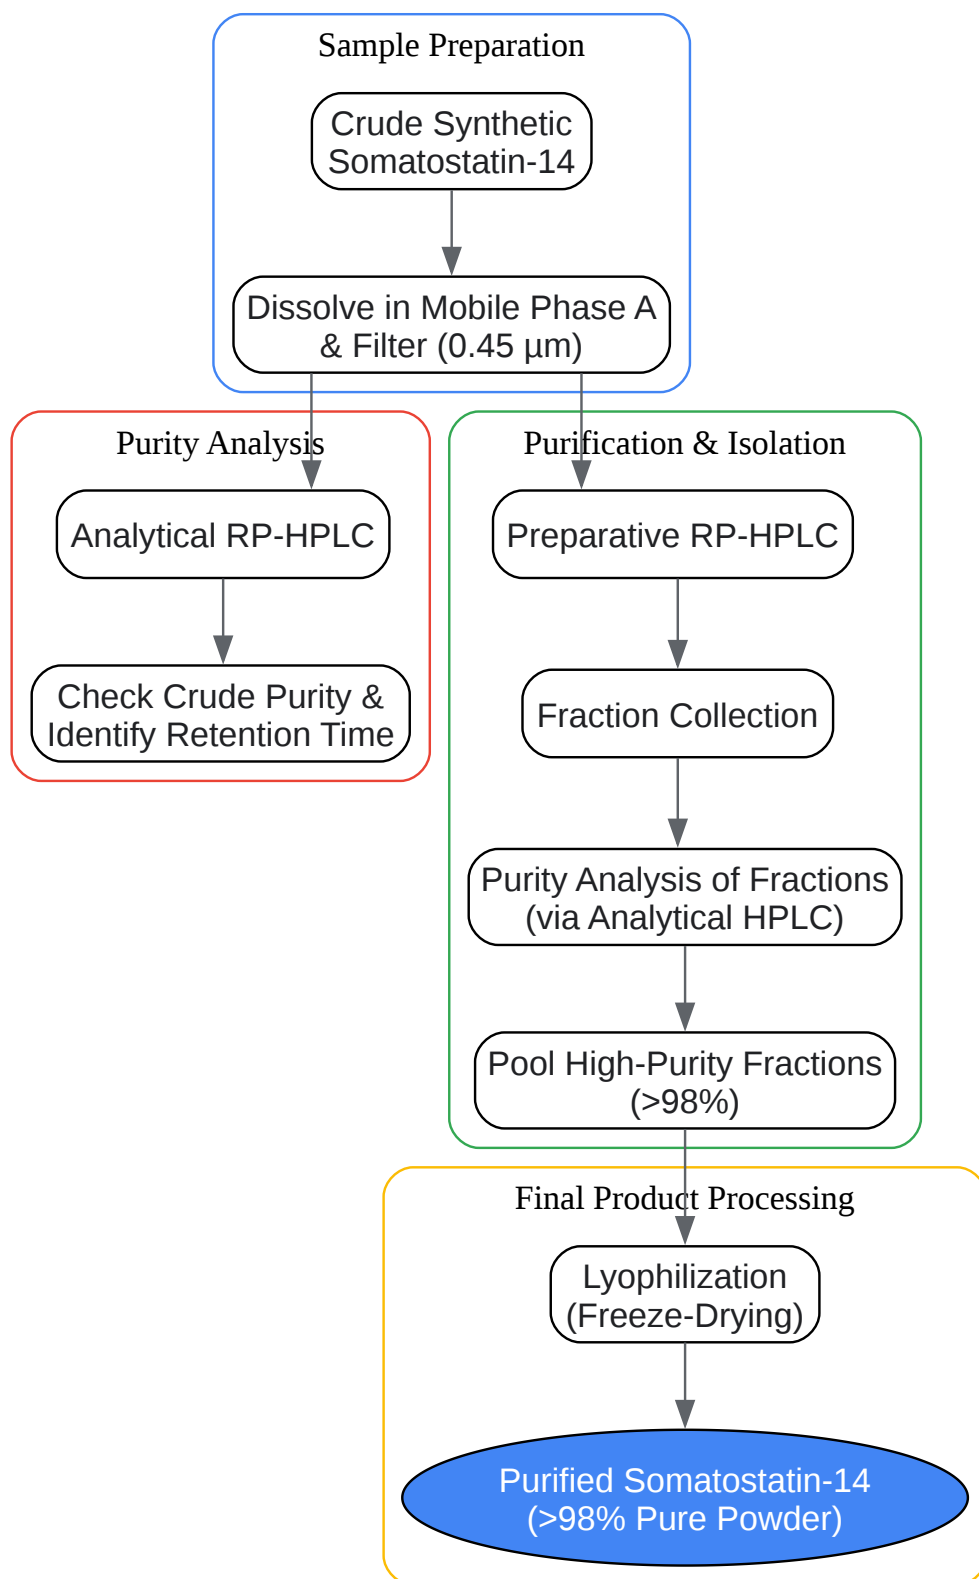 Sample Preparation
Crude Synthetic
Somatostatin-14
Dissolve in Mobile Phase A
& Filter (0.45 µm)
Purity Analysis
Analytical RP-HPLC
Check Crude Purity &
Identify Retention Time
Purification & Isolation
Preparative RP-HPLC
Fraction Collection
Purity Analysis of Fractions
(via Analytical HPLC)
Pool High-Purity Fractions
(>98%)
Final Product Processing
Lyophilization
(Freeze-Drying)
Purified Somatostatin-14
(>98% Pure Powder)